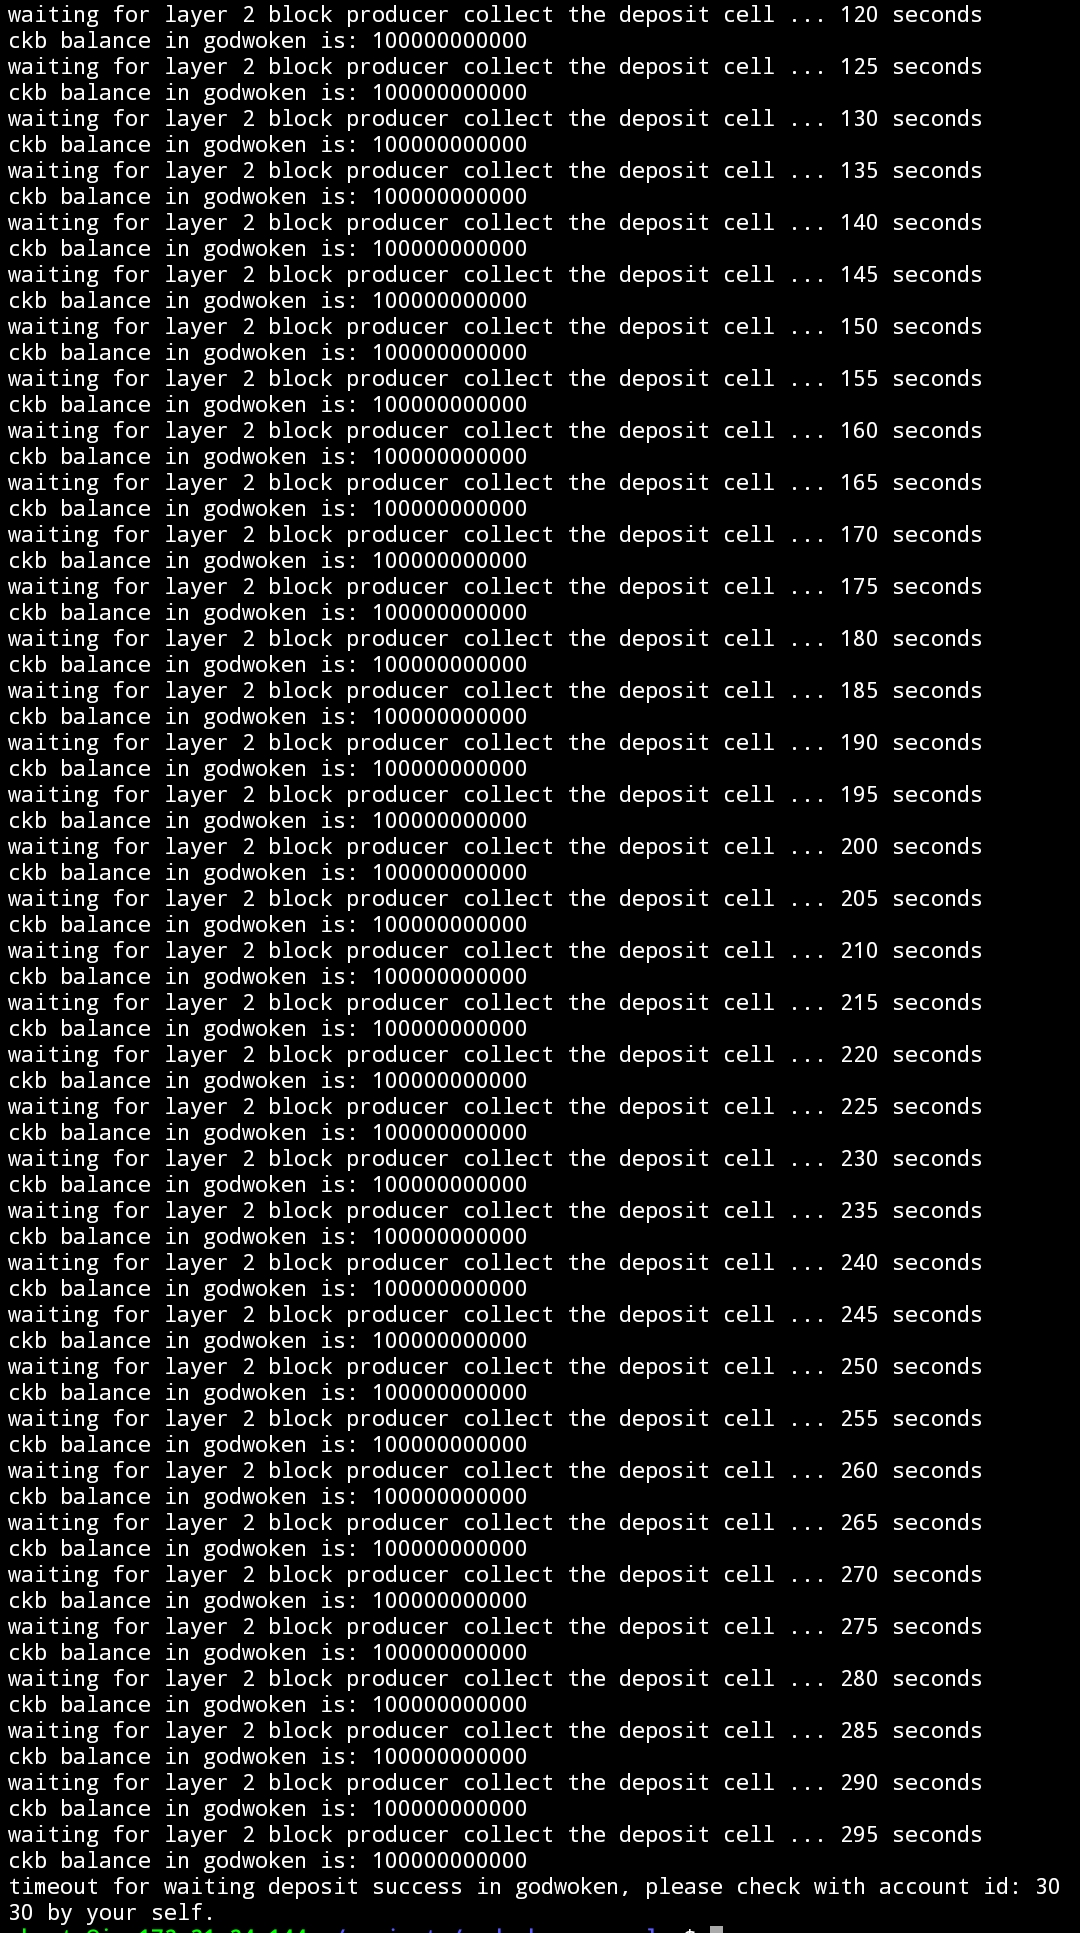 waiting for layer 2 block producer collect the deposit cell ... 120 seconds
ckb balance in godwoken is: 100000000000
waiting for layer 2 block producer collect the deposit cell ... 125 seconds
ckb balance in godwoken is: 100000000000
waiting for layer 2 block producer collect the deposit cell ... 130 seconds
ckb balance in godwoken is: 100000000000
waiting for layer 2 block producer collect the deposit cell ... 135 seconds
ckb balance in godwoken is: 100000000000
waiting for layer 2 block producer collect the deposit cell ... 140 seconds
ckb balance in godwoken is: 100000000000
waiting for layer 2 block producer collect the deposit cell ... 145 seconds
ckb balance in godwoken is: 100000000000
waiting for layer 2 block producer collect the deposit cell ... 150 seconds
ckb balance in godwoken is: 100000000000
waiting for layer 2 block producer collect the deposit cell ... 155 seconds
ckb balance in godwoken is: 100000000000
waiting for layer 2 block producer collect the deposit cell ... 160 seconds
ckb balance in godwoken is: 100000000000
waiting for layer 2 block producer collect the deposit cell ... 165 seconds
ckb balance in godwoken is: 100000000000
waiting for layer 2 block producer collect the deposit cell ... 170 seconds
ckb balance in godwoken is: 100000000000
waiting for layer 2 block producer collect the deposit cell ... 175 seconds
ckb balance in godwoken is: 100000000000
waiting for layer 2 block producer collect the deposit cell ... 180 seconds
ckb balance in godwoken is: 100000000000
waiting for layer 2 block producer collect the deposit cell ... 185 seconds
ckb balance in godwoken is: 100000000000
waiting for layer 2 block producer collect the deposit cell ... 190 seconds
ckb balance in godwoken is: 100000000000
waiting for layer 2 block producer collect the deposit cell ... 195 seconds
ckb balance in godwoken is: 100000000000
waiting for layer 2 block producer collect the deposit cell ... 200 seconds
ckb balance in godwoken is: 100000000000
waiting for layer 2 block producer collect the deposit cell ... 205 seconds
ckb balance in godwoken is: 100000000000
waiting for layer 2 block producer collect the deposit cell ... 210 seconds
ckb balance in godwoken is: 100000000000
waiting for layer 2 block producer collect the deposit cell ... 215 seconds
ckb balance in godwoken is: 100000000000
waiting for layer 2 block producer collect the deposit cell ... 220 seconds
ckb balance in godwoken is: 100000000000
waiting for layer 2 block producer collect the deposit cell ... 225 seconds
ckb balance in godwoken is: 100000000000
waiting for layer 2 block producer collect the deposit cell ... 230 seconds
ckb balance in godwoken is: 100000000000
waiting for layer 2 block producer collect the deposit cell ... 235 seconds
ckb balance in godwoken is: 100000000000
waiting for layer 2 block producer collect the deposit cell ... 240 seconds
ckb balance in godwoken is: 100000000000
waiting for layer 2 block producer collect the deposit cell ... 245 seconds
ckb balance in godwoken is: 100000000000
waiting for layer 2 block producer collect the deposit cell ... 250 seconds
ckb balance in godwoken is: 100000000000
waiting for layer 2 block producer collect the deposit cell ... 255 seconds
ckb balance in godwoken is: 100000000000
waiting for layer 2 block producer collect the deposit cell ... 260 seconds
ckb balance in godwoken is: 100000000000
waiting for layer 2 block producer collect the deposit cell ... 265 seconds
ckb balance in godwoken is: 100000000000
waiting for layer 2 block producer collect the deposit cell ... 270 seconds
ckb balance in godwoken is: 100000000000
waiting for layer 2 block producer collect the deposit cell ... 275 seconds
ckb balance in godwoken is: 100000000000
waiting for layer 2 block producer collect the deposit cell ... 280 seconds
ckb balance in godwoken is: 100000000000
waiting for layer 2 block producer collect the deposit cell ... 285 seconds
ckb balance in godwoken is: 100000000000
waiting for layer 2 block producer collect the deposit cell ... 290 seconds
ckb balance in godwoken is: 100000000000
waiting for layer 2 block producer collect the deposit cell ... 295 seconds
ckb balance in godwoken is: 100000000000
timeout for waiting deposit success in godwoken, please check with account id: 30
30 by your self.